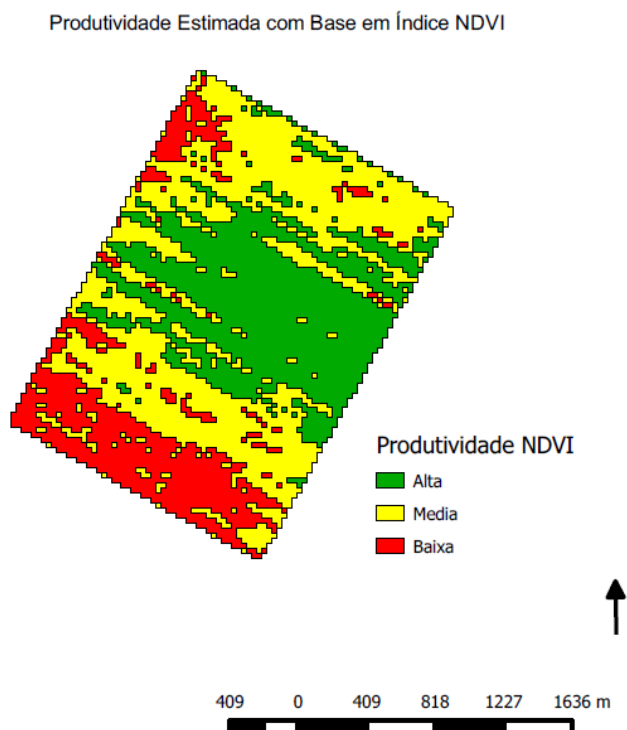 Produtividade Estimada com Base em Índice NDVI
Produtividade NDVI
Alta
Media
Baixa
409 0 409 818 1227 1636 m